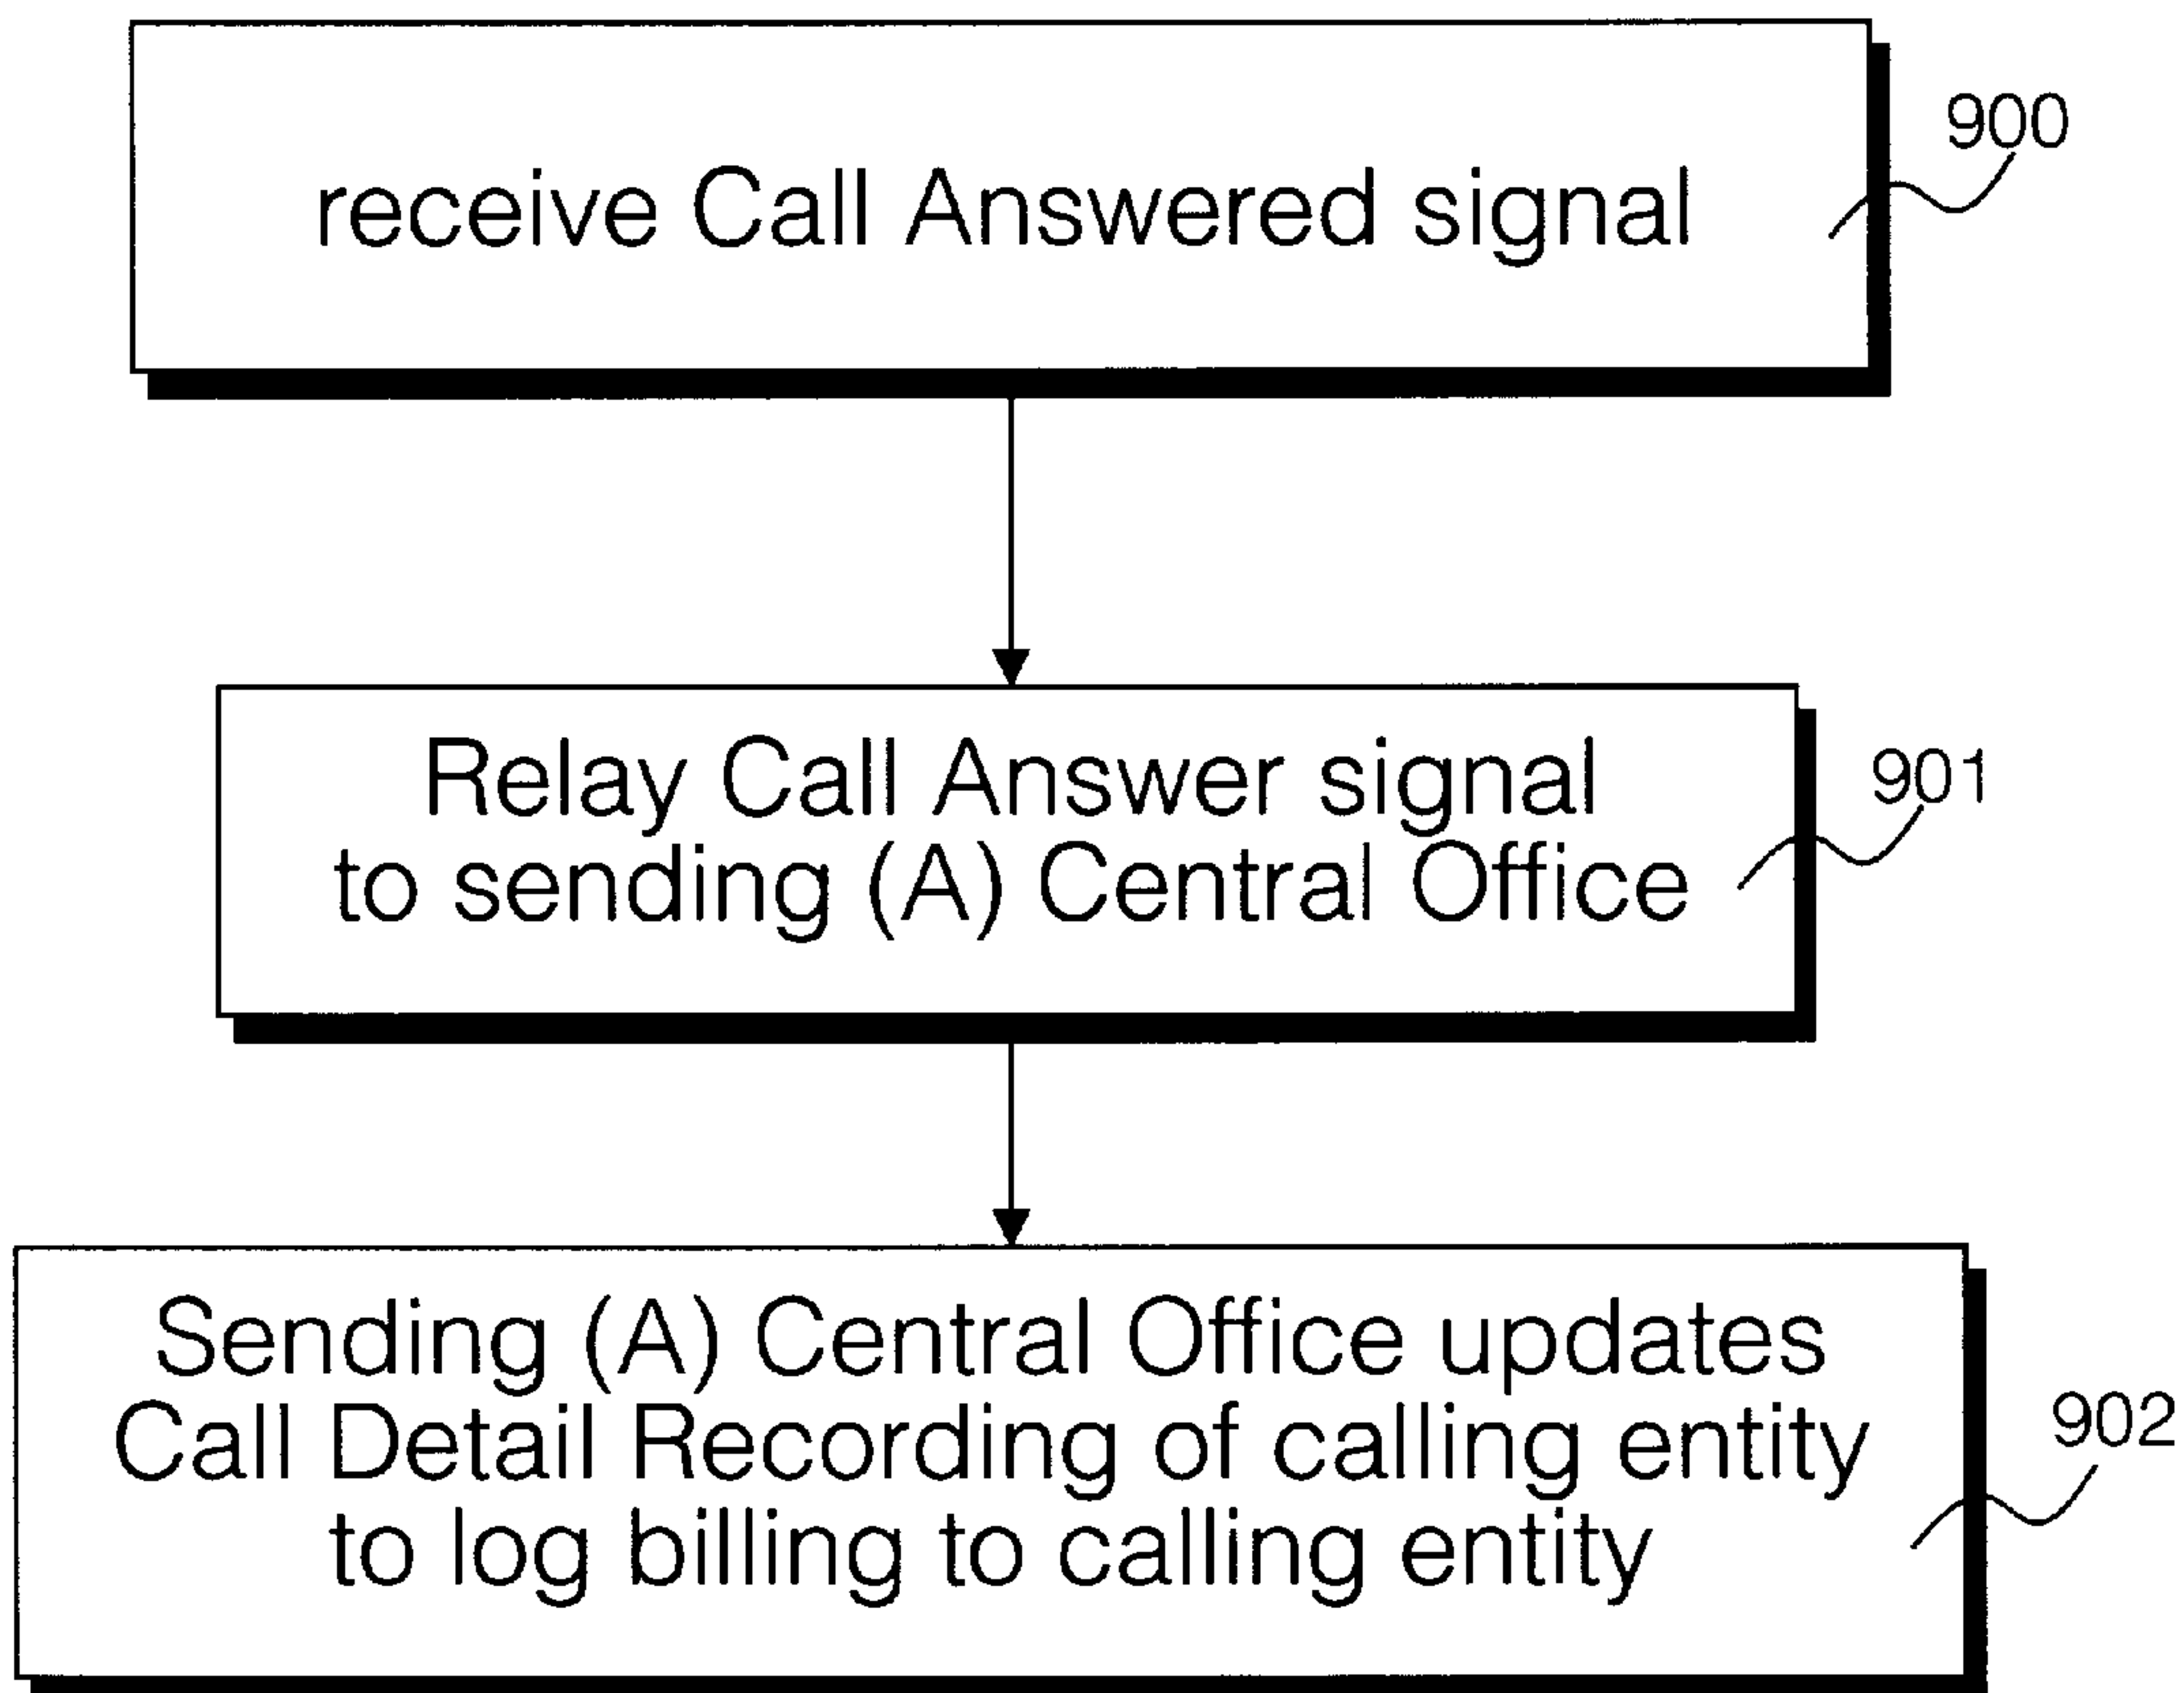 900
receive Call Answered signal
901
Relay Call Answer signal
to sending (A) Central Office
Sending (A) Central Office updates
Call Detail Recording of calling entity
902
to log billing to calling entity